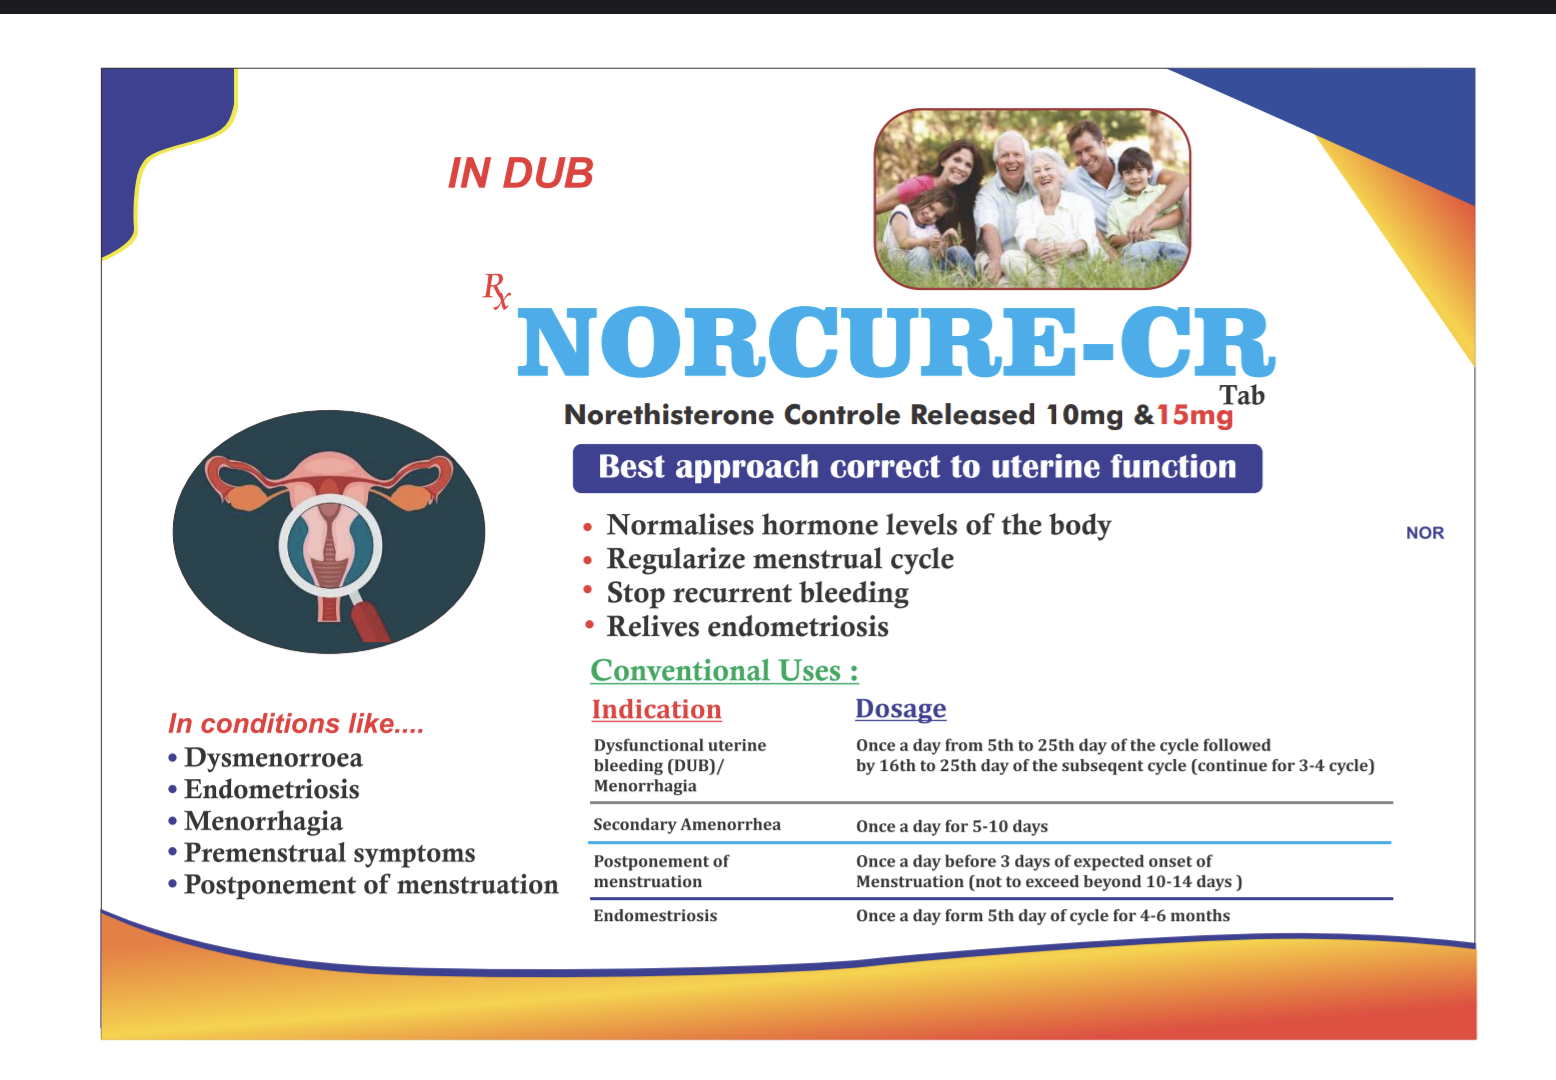 IN DUB
Rx
NORCURE-CR
Tab
Norethisterone Controle Released 10mg &15mg
Best approach correct to uterine function
• Normalises hormone levels of the body
• Regularize menstrual cycle
• Stop recurrent bleeding
• Relives endometriosis
NOR
Conventional Uses :
Indication Dosage
Dysfunctional uterine
bleeding (DUB)/
Menorrhagia
Once a day from 5th to 25th day of the cycle followed
by 16th to 25th day of the subseqent cycle (continue for 3-4 cycle)
Secondary Amenorrhea
Once a day for 5-10 days
Postponement of
menstruation
Once a day before 3 days of expected onset of
Menstruation (not to exceed beyond 10-14 days )
Endomestriosis
Once a day form 5th day of cycle for 4-6 months
In conditions like....
• Dysmenorroea
• Endometriosis
• Menorrhagia
• Premenstrual symptoms
• Postponement of menstruation